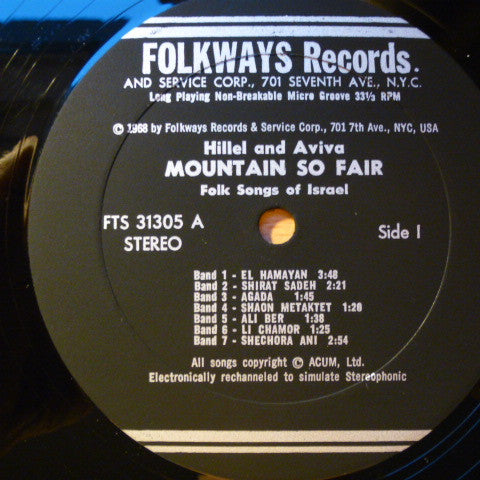 FOLKWAYS Records.
AND SERVICE CORP., 701 SEVENTH AVE., N.Y.C.
Long Playing Non-Breakable Micro Groove 33⅓ RPM
© 1968 by Folkways Records & Service Corp., 701 7th Ave., NYC, USA
Hillel and Aviva
MOUNTAIN SO FAIR
Folk Songs of Israel
FTS 31305 A
STEREO
Side I
Band 1 - EL HAMAYAN 3:48
Band 2 - SHIRAT SADEH 2:21
Band 3 - AGADA 1:45
Band 4 - SHAON METAKTET 1:20
Band 5 - ALI BER 1:38
Band 6 - LI CHAMOR 1:25
Band 7 - SHECHORA ANI 2:54
All songs copyright © ACUM, Ltd.
Electronically rechanneled to simulate Stereophonic